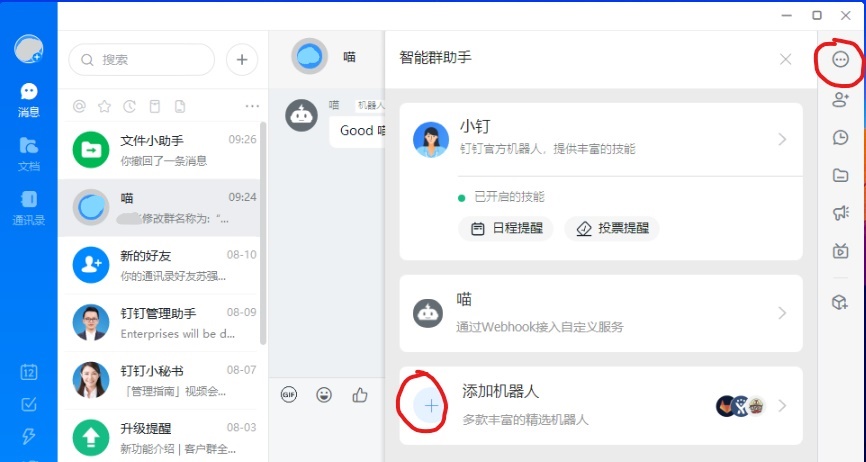 搜索
消息
文档
通讯录
12
文件小助手 09:26
你撤回了一条消息
喵 09:24
修改群名称为: “...
新的好友 08-10
你的通讯录好友苏强...
钉钉管理助手 08-09
Enterprises will be d...
钉钉小秘书 08-07
「管理指南」视频会...
升级提醒 08-03
新功能介绍 | 客户群全...
喵
喵 机器人
Good 喵
GIF
智能群助手
小钉
钉钉官方机器人，提供丰富的技能
已开启的技能
日程提醒 投票提醒
喵
通过Webhook接入自定义服务
添加机器人
多款丰富的精选机器人